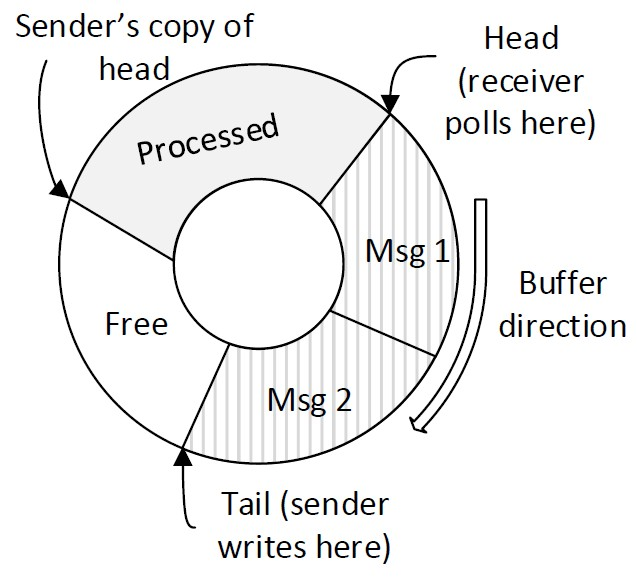 Sender’s copy of
head
Head
(receiver
polls here)
Processed
Msg 1
Buffer
direction
Free
Msg 2
Tail (sender
writes here)